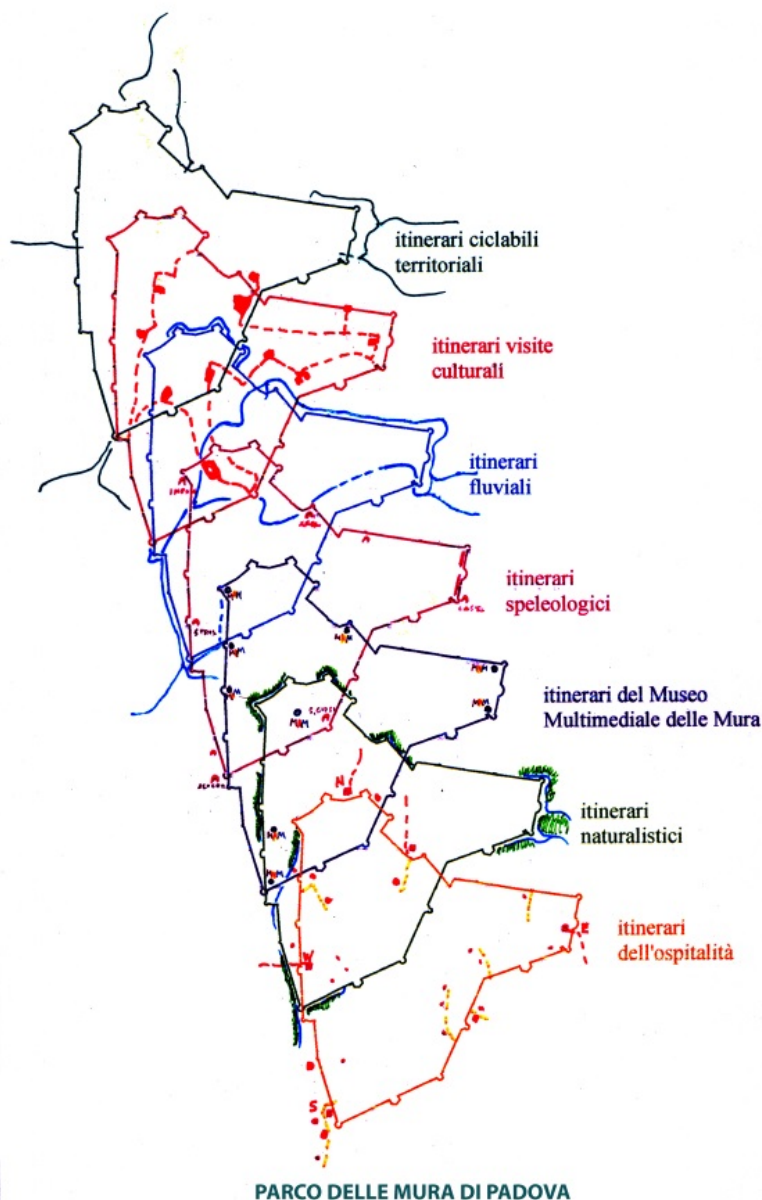 itinerari ciclabili
territoriali
itinerari visite
culturali
itinerari
fluviali
itinerari
speleologici
itinerari del Museo
Multimediale delle Mura
itinerari
naturalistici
N
itinerari
dell'ospitalità
E
W
S
PARCO DELLE MURA DI PADOVA